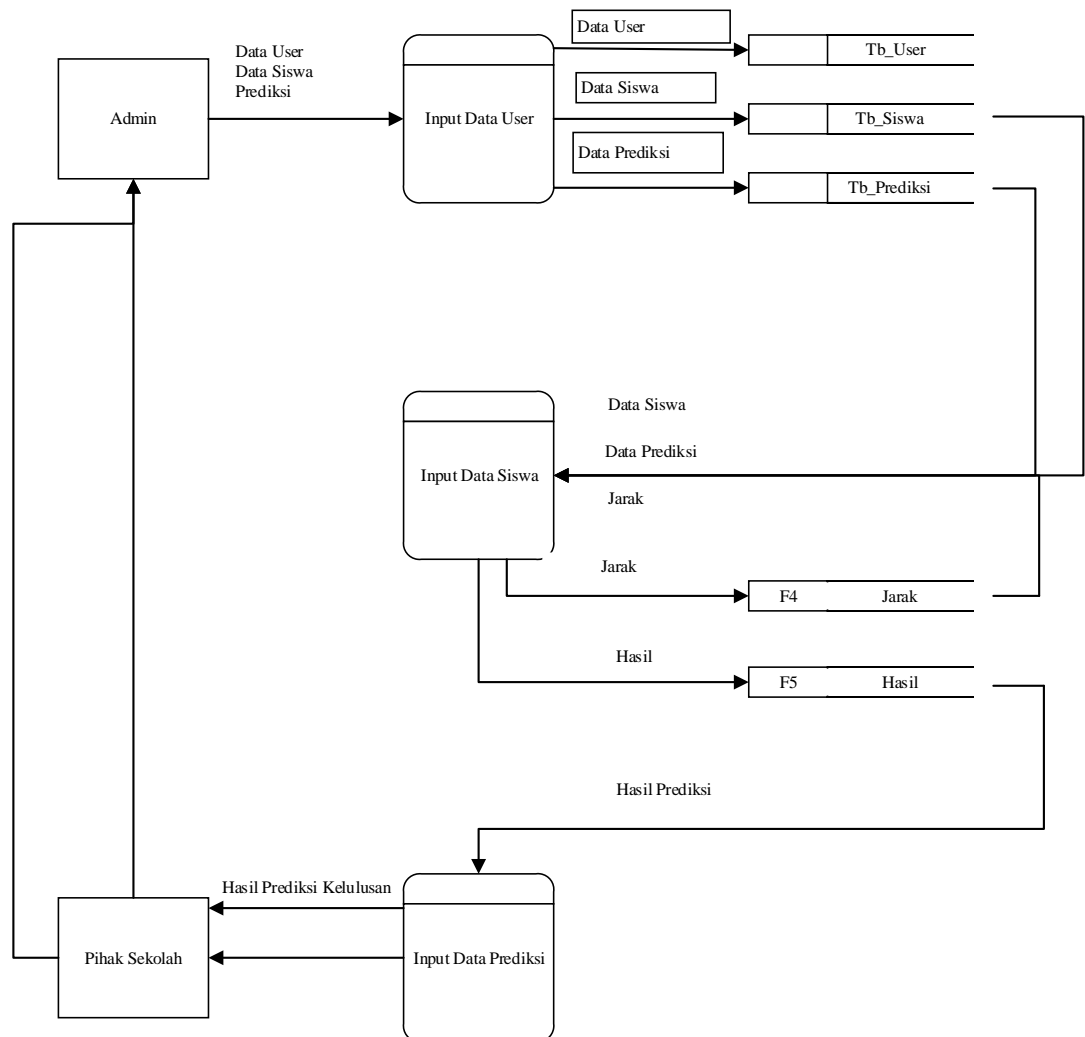 Data User
Tb_User
Data User
Data Siswa
Prediksi
Admin
Input Data User
Data Siswa
Tb_Siswa
Data Prediksi
Tb_Prediksi
Data Siswa
Data Prediksi
Input Data Siswa
Jarak
Jarak
F4
Jarak
Hasil
F5
Hasil
Hasil Prediksi
Hasil Prediksi Kelulusan
Pihak Sekolah
Input Data Prediksi